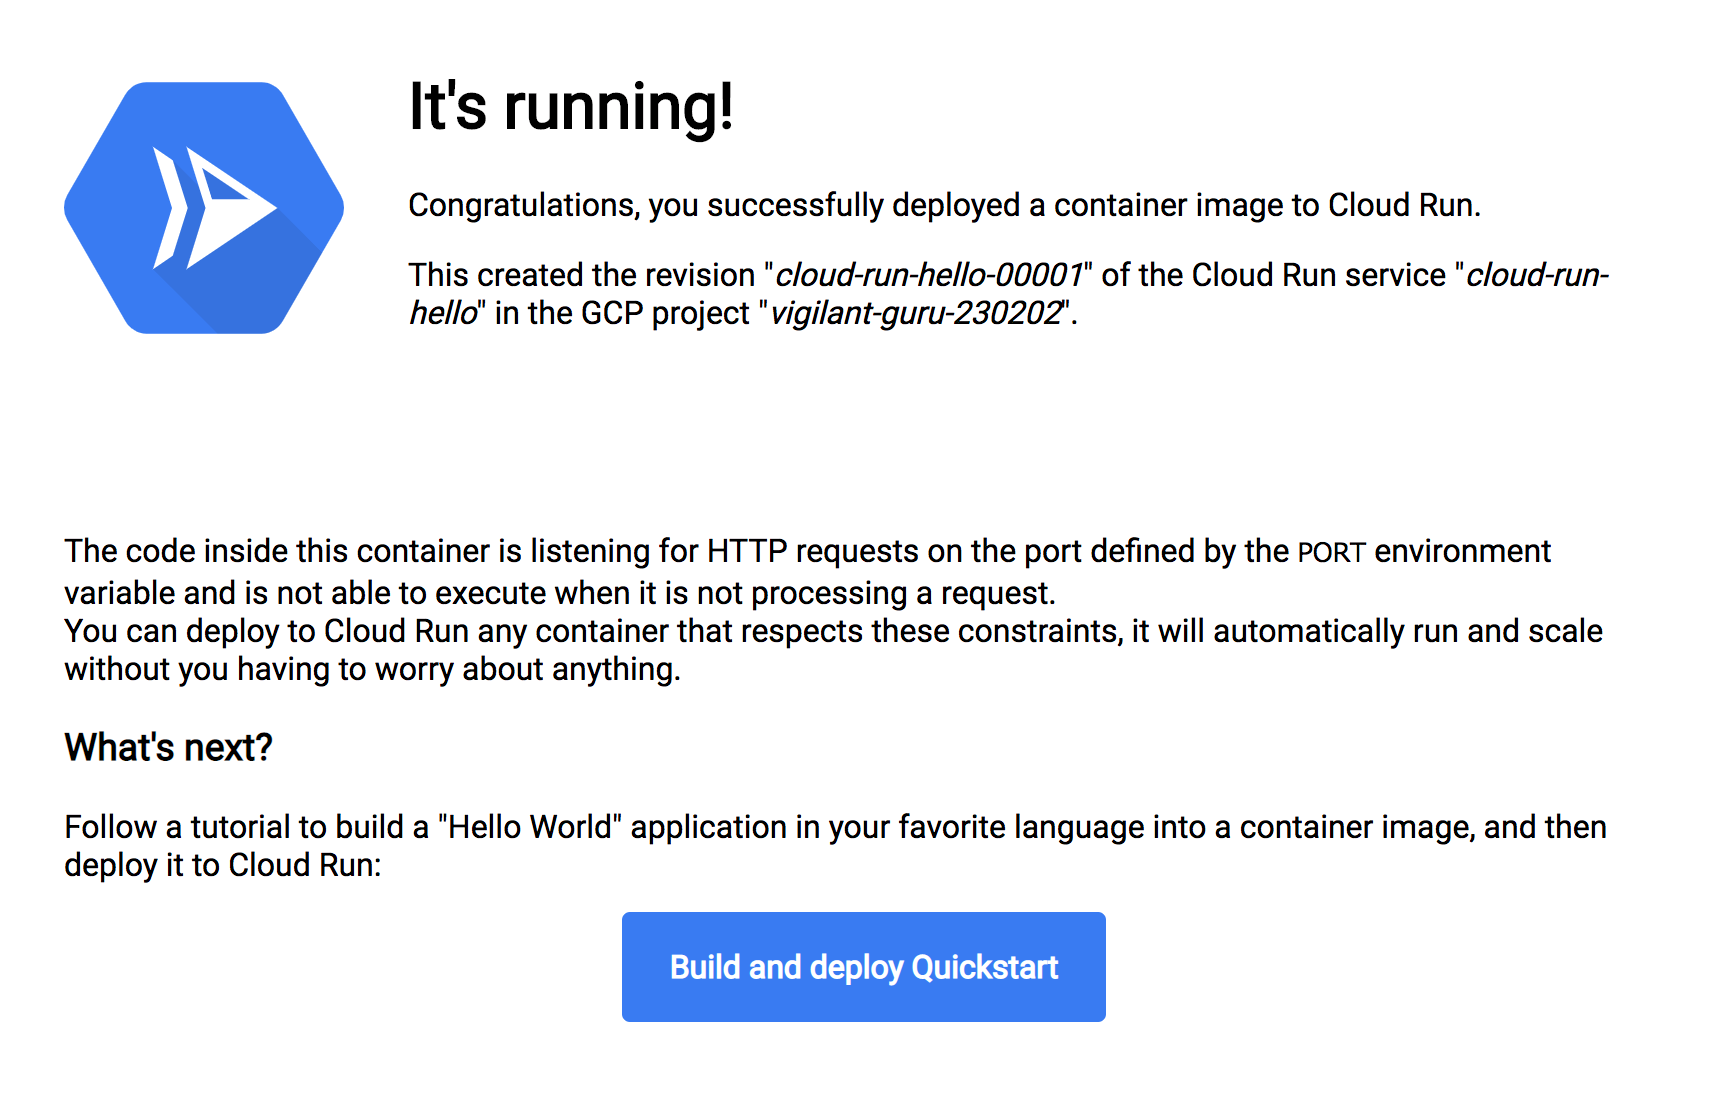 It's running!
Congratulations, you successfully deployed a container image to Cloud Run.
This created the revision "cloud-run-hello-00001" of the Cloud Run service "cloud-run-
hello" in the GCP project "vigilant-guru-230202".
The code inside this container is listening for HTTP requests on the port defined by the PORT environment
variable and is not able to execute when it is not processing a request.
You can deploy to Cloud Run any container that respects these constraints, it will automatically run and scale
without you having to worry about anything.
What's next?
Follow a tutorial to build a "Hello World" application in your favorite language into a container image, and then
deploy it to Cloud Run:
Build and deploy Quickstart